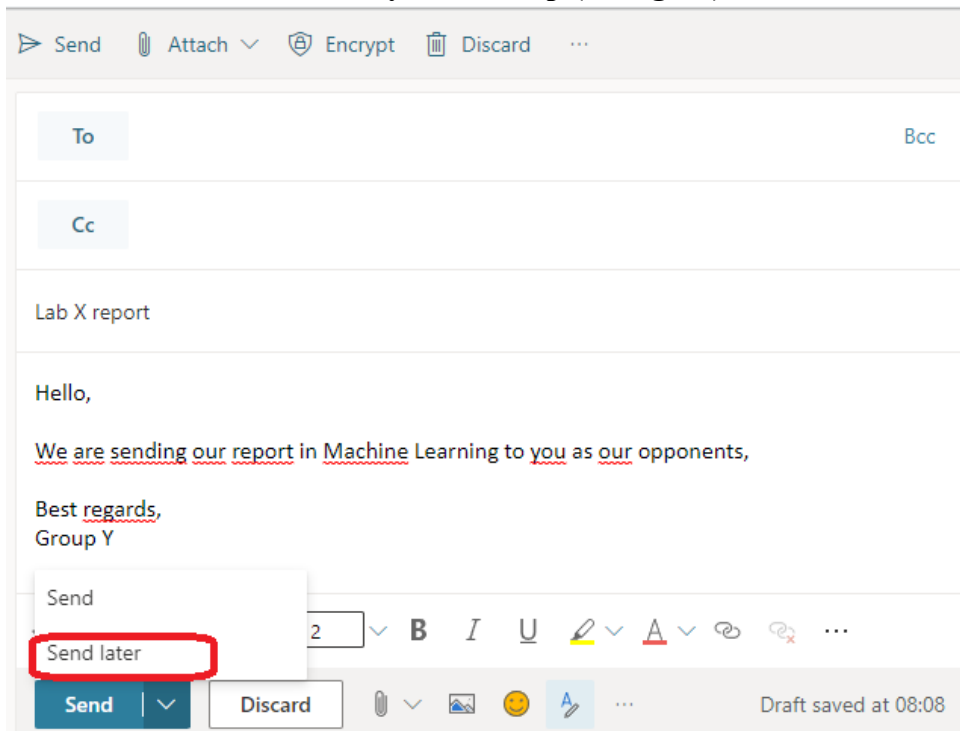 Send Attach Encrypt Discard ...
To Bcc
Cc
Lab X report
Hello,
We are sending our report in Machine Learning to you as our opponents,
Best regards,
Group Y
Send
2 B I U A ...
Send later
Send Discard ... Draft saved at 08:08